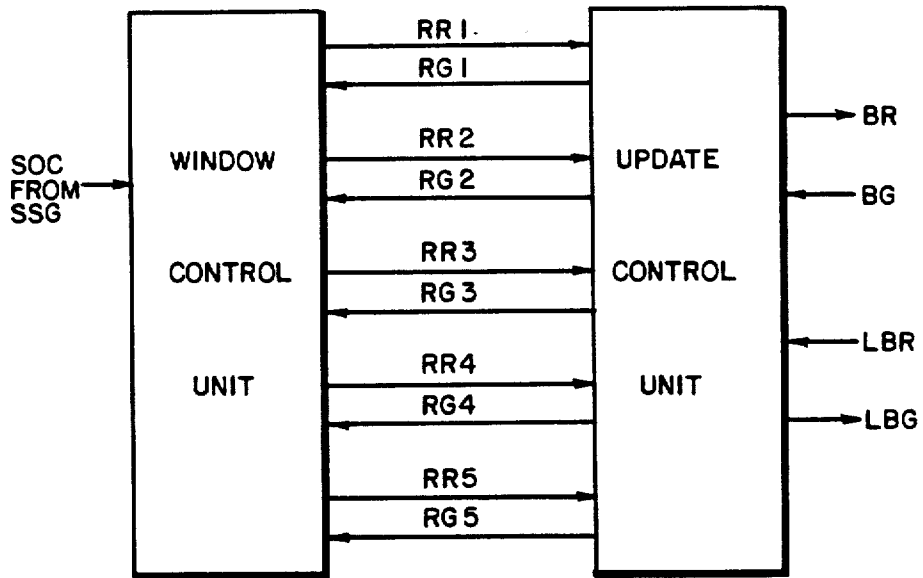 SOC
FROM
SSG
WINDOW
CONTROL
UNIT
RR1
RG1
RR2
RG2
RR3
RG3
RR4
RG4
RR5
RG5
UPDATE
CONTROL
UNIT
BR
BG
LBR
LBG